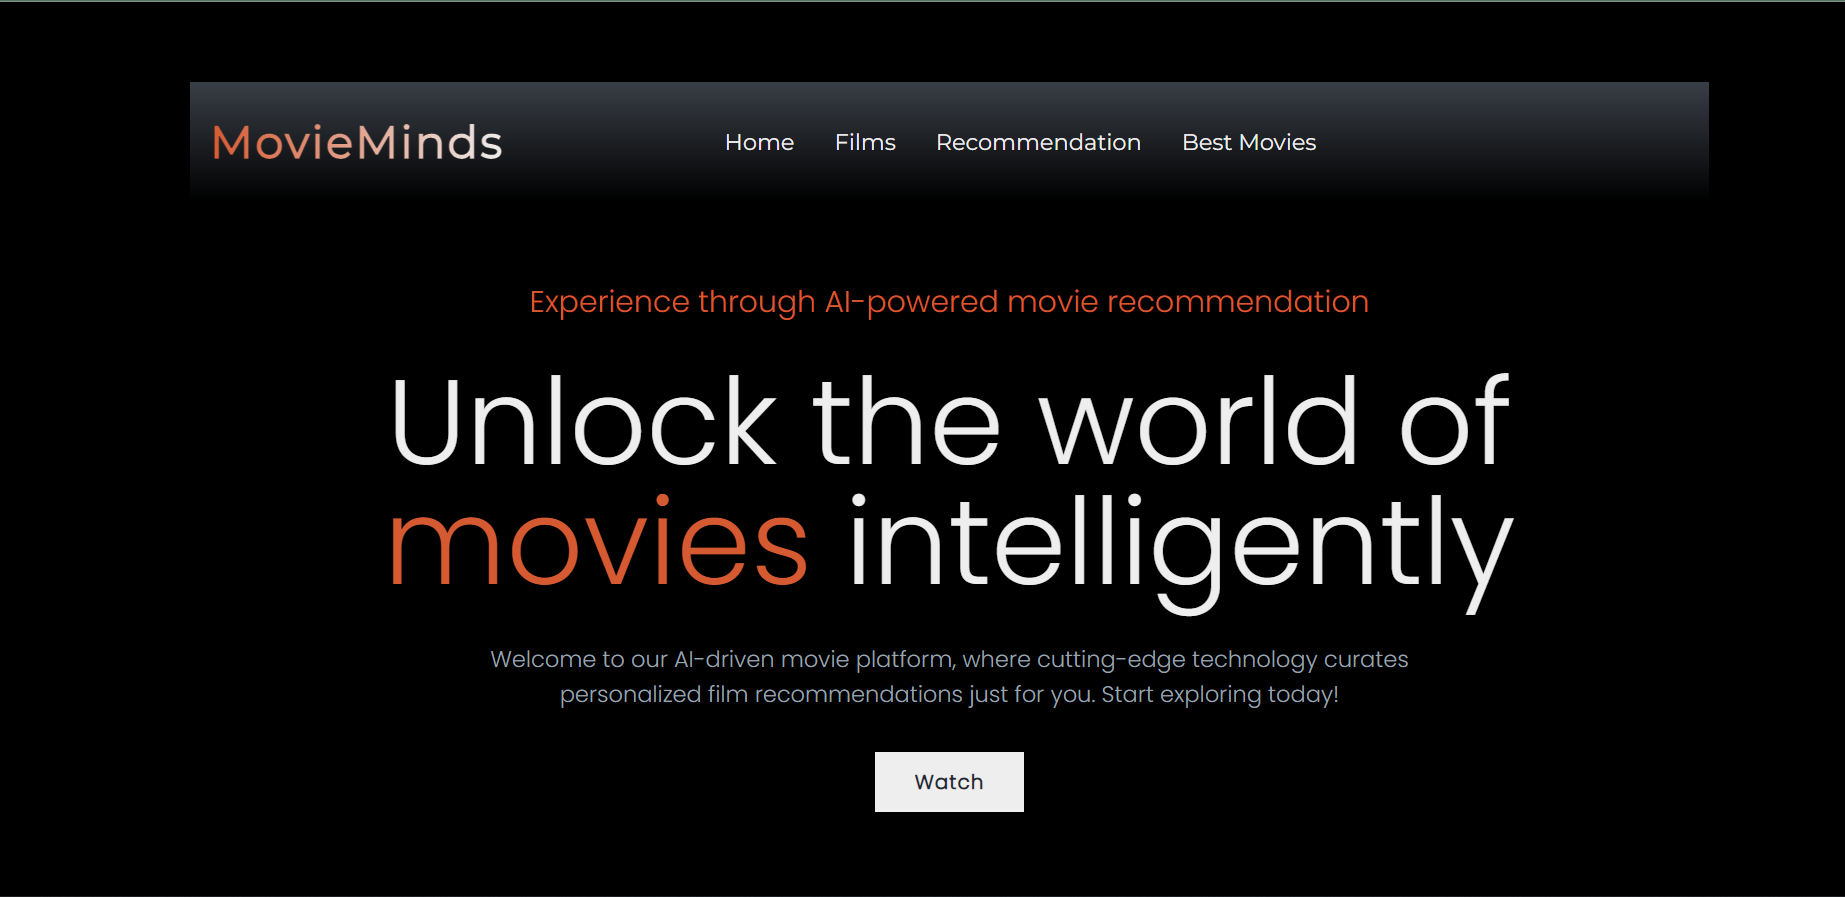 MovieMinds
Home Films Recommendation Best Movies
Experience through AI-powered movie recommendation
Unlock the world of
movies intelligently
Welcome to our AI-driven movie platform, where cutting-edge technology curates
personalized film recommendations just for you. Start exploring today!
Watch